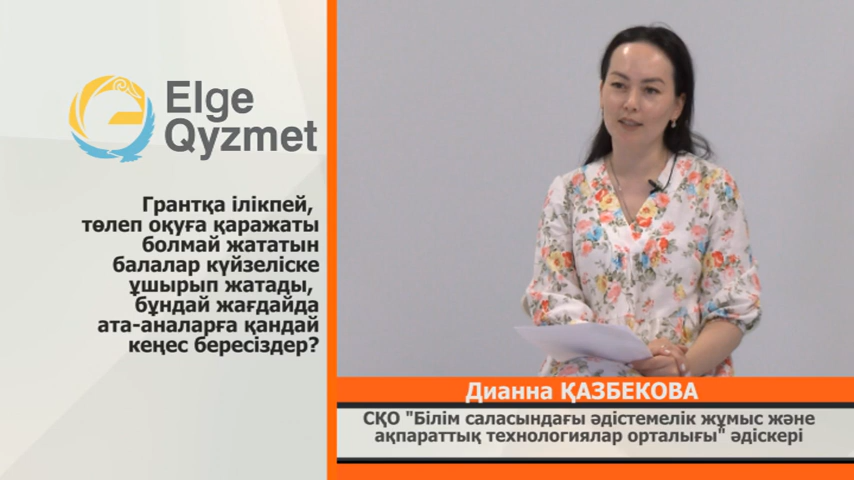 Elge
Qyzmet
Грантқа ілікпей,
төлеп оқуға қаражаты
болмай жататын
балалар күйзеліске
ұшырып жатады,
бұндай жағдайда
ата-аналарға қандай
кеңес бересіздер?
Дианна ҚАЗБЕКОВА
СҚО "Білім саласындағы әдістемелік жұмыс және
ақпараттық технологиялар орталығы" әдіскері